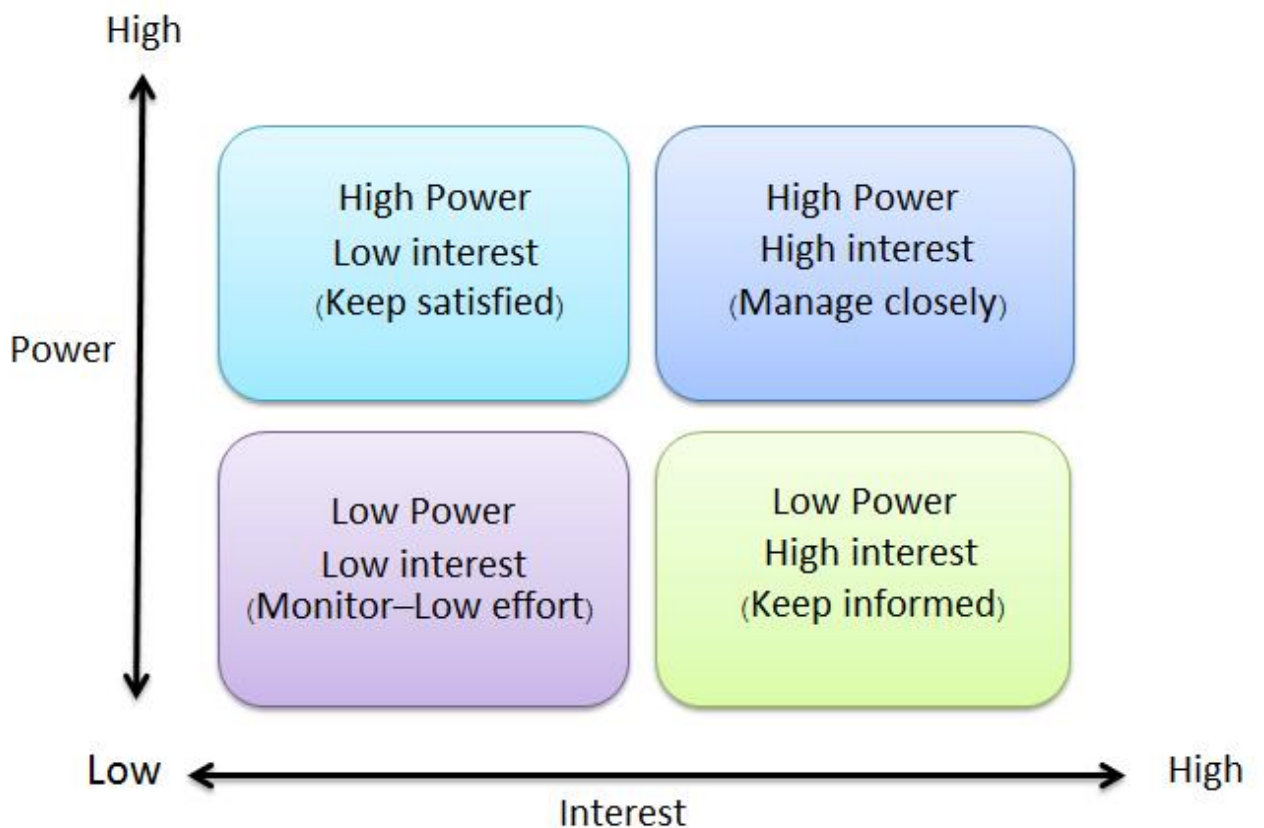 High
High Power
Low interest
(Keep satisfied)
High Power
High interest
(Manage closely)
Power
Low Power
Low interest
(Monitor–Low effort)
Low Power
High interest
(Keep informed)
Low
High
Interest